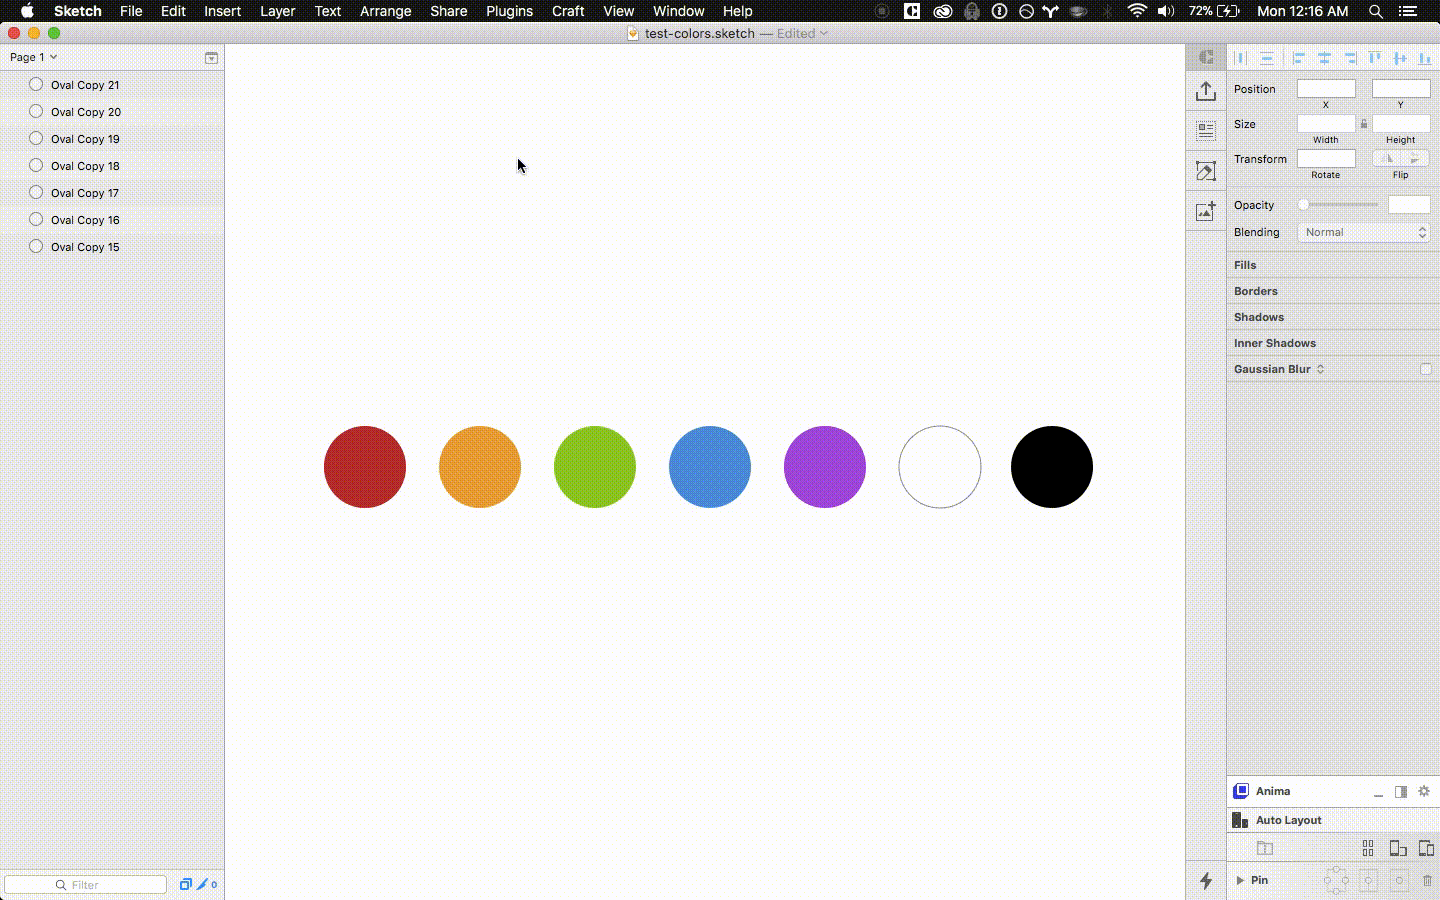 Sketch File Edit Insert Layer Text Arrange Share Plugins Craft View Window Help 72% Mon 12:16 AM
test-colors.sketch — Edited
Page 1
Oval Copy 21
Oval Copy 20
Oval Copy 19
Oval Copy 18
Oval Copy 17
Oval Copy 16
Oval Copy 15
Filter
0
Position
X Y
Size
Width Height
Transform
Rotate Flip
Opacity
Blending Normal
Fills
Borders
Shadows
Inner Shadows
Gaussian Blur
Anima
Auto Layout
Pin